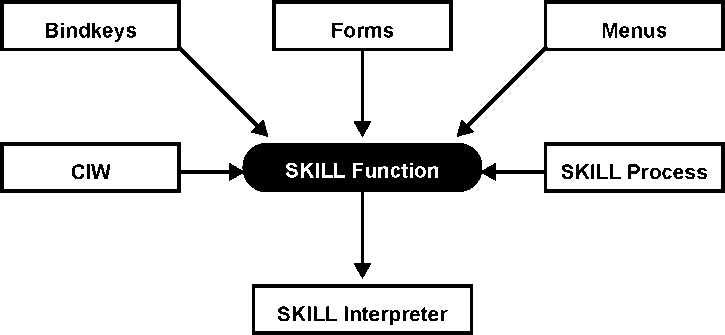 Bindkeys
Forms
Menus
CIW
SKILL Function
SKILL Process
SKILL Interpreter